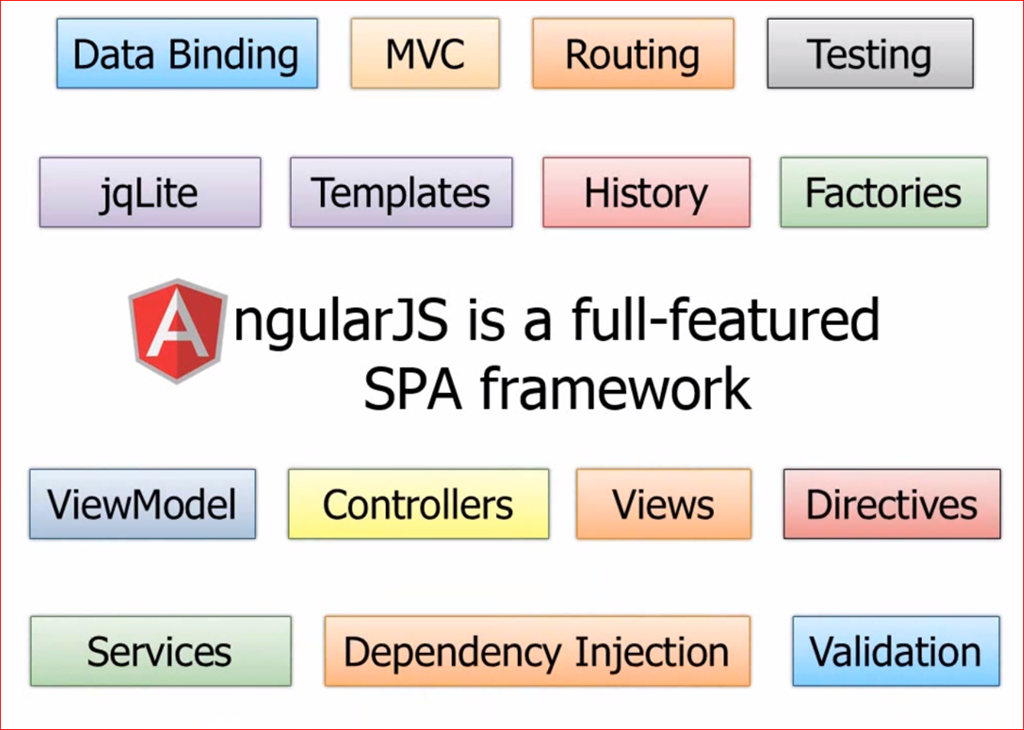 Data Binding MVC Routing Testing
jqLite Templates History Factories
AngularJS is a full-featured
SPA framework
ViewModel Controllers Views Directives
Services Dependency Injection Validation